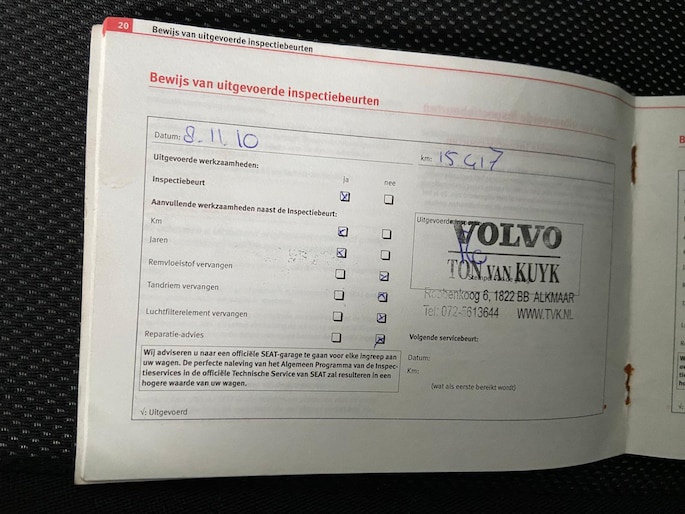 20 Bewijs van uitgevoerde inspectiebeurten
Bewijs van uitgevoerde inspectiebeurten
Datum: 8.11.10
km: 15417
Uitgevoerde werkzaamheden:
ja nee
Inspectiebeurt
Aanvullende werkzaamheden naast de Inspectiebeurt:
Km
Jaren
Remvloeistof vervangen
Tandriem vervangen
Luchtfilterelement vervangen
Reparatie-advies
Wij adviseren u naar een officiële SEAT-garage te gaan voor elke ingreep aan
uw wagen. De perfecte naleving van het Algemeen Programma van de Inspec-
tieservices in de officiële Technische Service van SEAT zal resulteren in een
hogere waarde van uw wagen.
√: Uitgevoerd
Uitgevoerde
VOLVO
TON VAN KUYK
6, 1822 BB ALKMAAR
Tel: 072-5613644 WWW.TVK.NL
Volgende servicebeurt:
Datum:
Km:
(wat als eerste bereikt wordt)